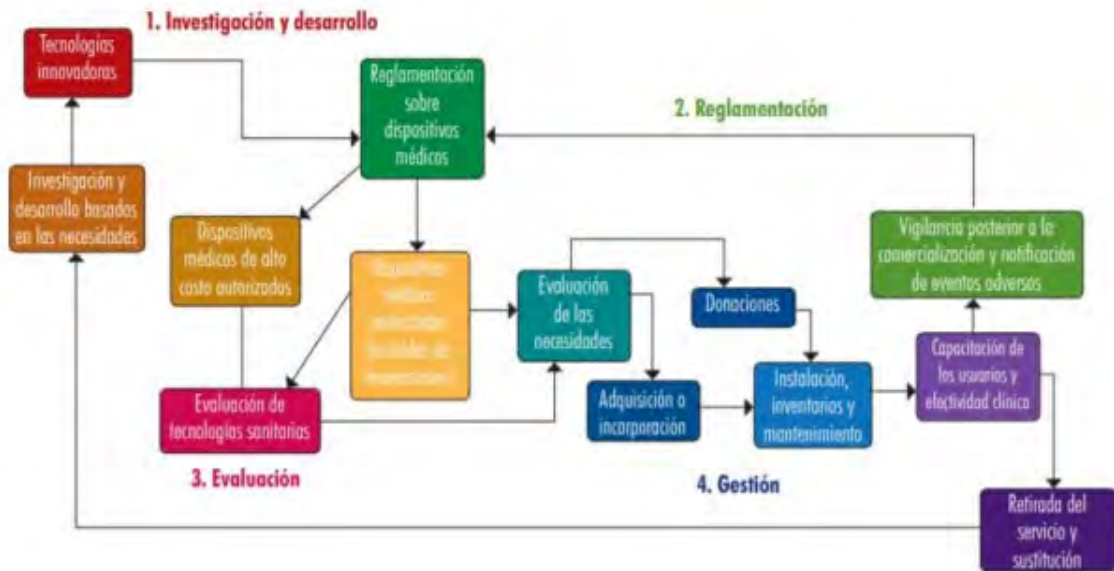 1. Investigación y desarrollo
Tecnologías
innovadoras
Reglamentación
sobre
dispositivos
médicos
2. Reglamentación
Investigación y
desarrollo basados
en las necesidades
Dispositivos
médicos de alto
costo autorizados
Evaluación
de las
necesidades
Donaciones
Vigilancia posterior a la
comercialización y notificación
de eventos adversos
Adquisición o
incorporación
Instalación,
inventarios y
mantenimiento
Capacitación de
los usuarios y
efectividad clínica
Evaluación de
tecnologías sanitarias
3. Evaluación
4. Gestión
Retirada del
servicio y
sustitución